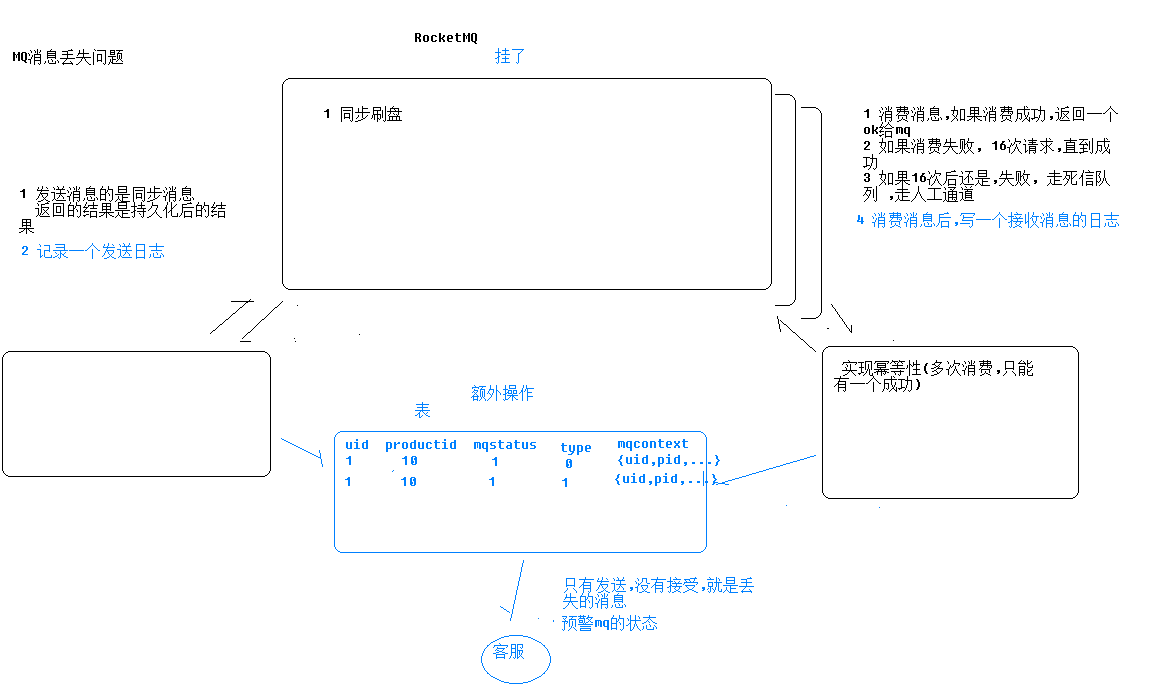 RocketMQ
MQ消息丢失问题
挂了
1 同步刷盘
1 发送消息的是同步消息
返回的结果是持久化后的结
果
2 记录一个发送日志
1 消费消息,如果消费成功,返回一个
ok给mq
2 如果消费失败, 16次请求,直到成
功
3 如果16次后还是,失败, 走死信队
列 ,走人工通道
4 消费消息后,写一个接收消息的日志
实现幂等性(多次消费,只能
有一个成功)
额外操作
表
uid productid mqstatus type mqcontext
1 10 1 0 {uid,pid,...}
1 10 1 1 {uid,pid,...}
只有发送,没有接受,就是丢
失的消息
预警mq的状态
客服